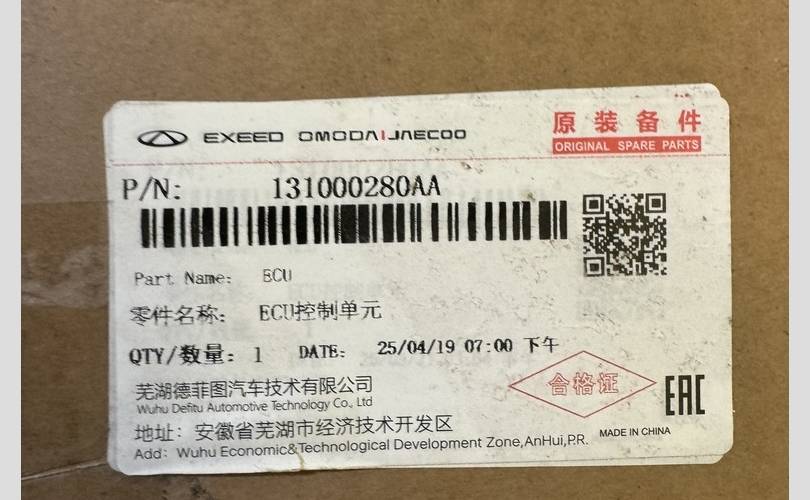 EXEED OMODA | JAECOO
原装备件
ORIGINAL SPARE PARTS
P/N: 131000280AA
Part Name: ECU
零件名称: ECU控制单元
QTY/数量: 1 DATE: 25/04/19 07:00 下午
芜湖德菲图汽车技术有限公司
Wuhu Defitu Automotive Technology Co., Ltd
合格证
EAC
地址: 安徽省芜湖市经济技术开发区
MADE IN CHINA
Add: Wuhu Economic&Technological Development Zone,AnHui,P.R.